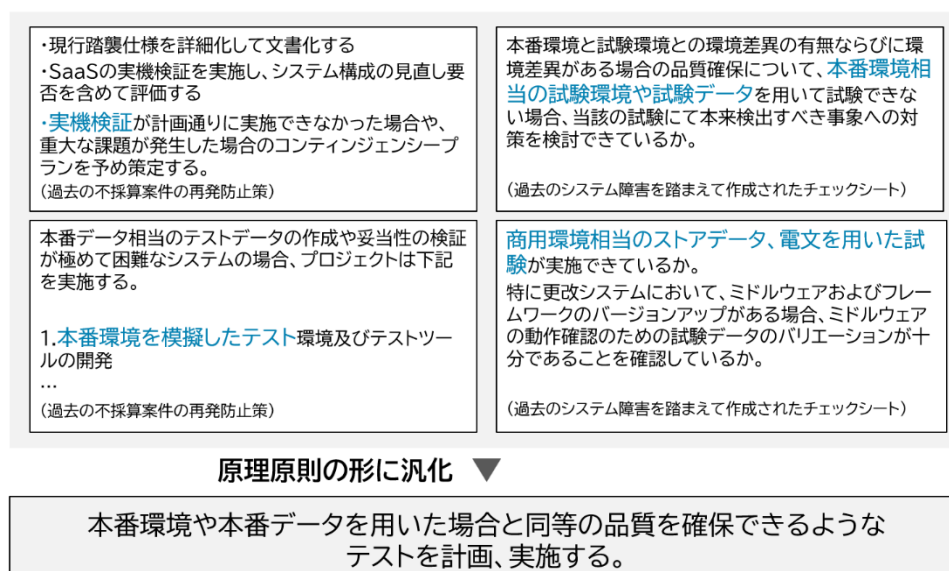 ・現行踏襲仕様を詳細化して文書化する
・SaaSの実機検証を実施し、システム構成の見直し要
否を含めて評価する
・実機検証が計画通りに実施できなかった場合や、
重大な課題が発生した場合のコンティンジェンシープ
ランを予め策定する。
(過去の不採算案件の再発防止策)
本番環境と試験環境との環境差異の有無ならびに環
境差異がある場合の品質確保について、本番環境相
当の試験環境や試験データを用いて試験できな
い場合、当該の試験にて本来検出すべき事象への対
策を検討できているか。
(過去のシステム障害を踏まえて作成されたチェックシート)
本番データ相当のテストデータの作成や妥当性の検証
が極めて困難なシステムの場合、プロジェクトは下記
を実施する。
1.本番環境を模擬したテスト環境及びテストツー
ルの開発
…
(過去の不採算案件の再発防止策)
商用環境相当のストアデータ、電文を用いた試
験が実施できているか。
特に更改システムにおいて、ミドルウェアおよびフレー
ムワークのバージョンアップがある場合、ミドルウェア
の動作確認のための試験データのバリエーションが十
分であることを確認しているか。
(過去のシステム障害を踏まえて作成されたチェックシート)
原理原則の形に汎化 ▼
本番環境や本番データを用いた場合と同等の品質を確保できるような
テストを計画、実施する。